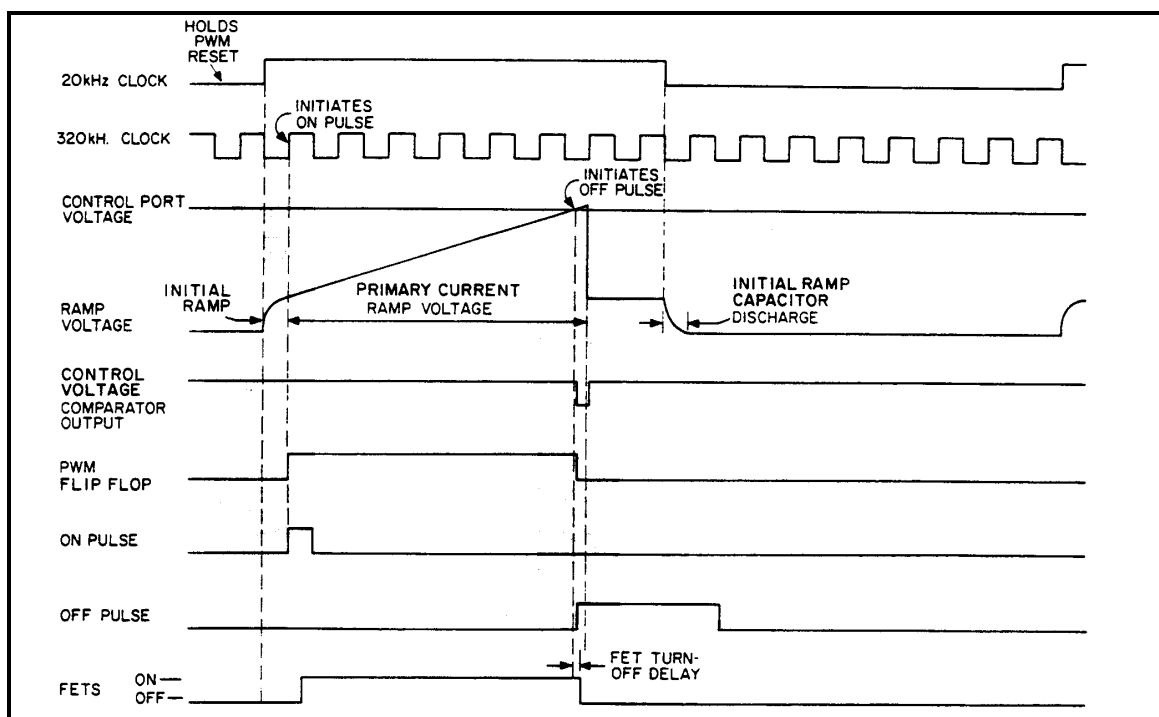 HOLDS
PWM
RESET
20kHz CLOCK
INITIATES
ON PULSE
320kH. CLOCK
INITIATES
OFF PULSE
CONTROL PORT
VOLTAGE
INITIAL
RAMP
PRIMARY CURRENT
RAMP VOLTAGE
INITIAL RAMP
CAPACITOR
DISCHARGE
RAMP
VOLTAGE
CONTROL
VOLTAGE
COMPARATOR
OUTPUT
PWM
FLIP FLOP
ON PULSE
OFF PULSE
FET TURN-
OFF DELAY
FETS
ON—
OFF—